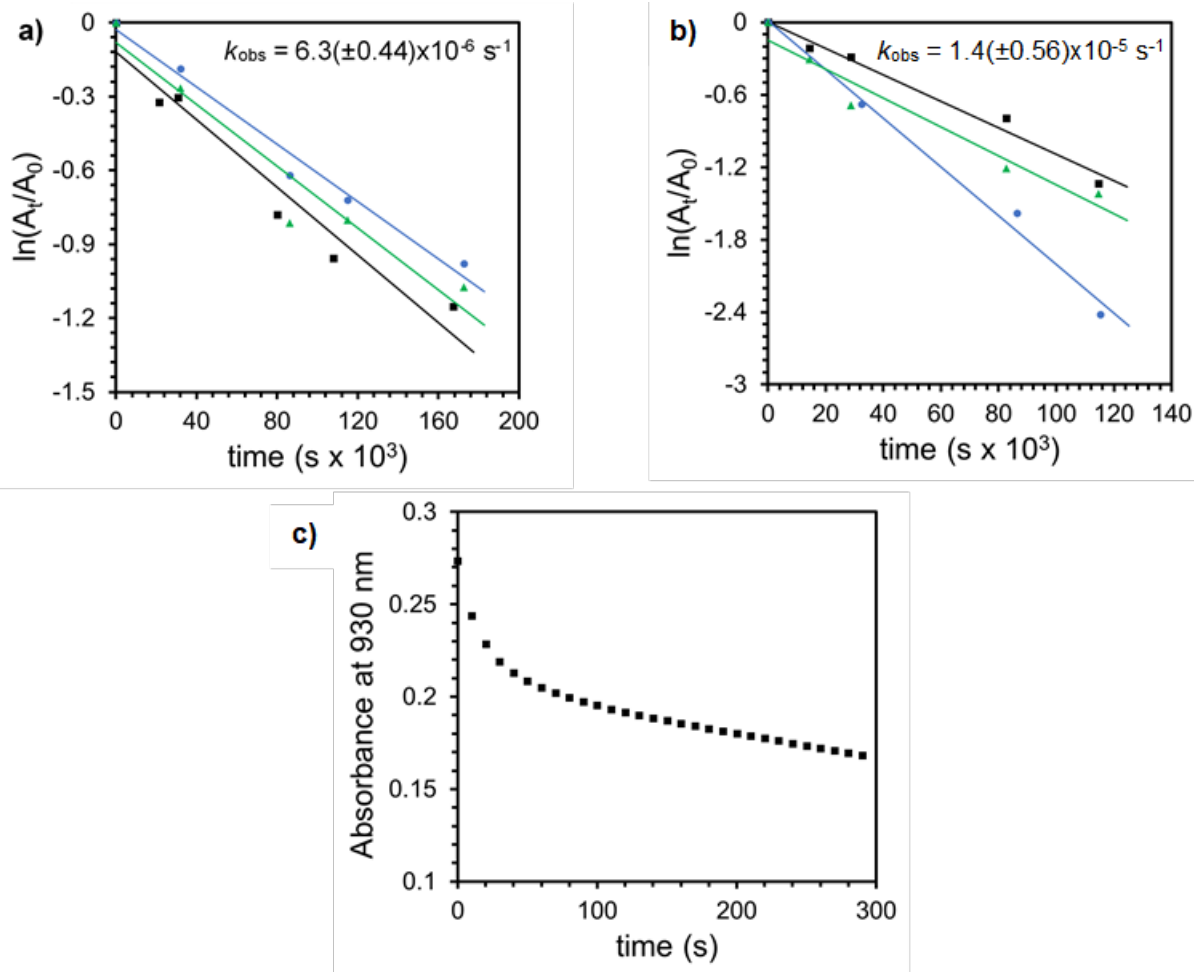 a)
k_obs = 6.3(±0.44)x10⁻⁶ s⁻¹
0
-0.3
-0.6
-0.9
-1.2
-1.5
ln(Aₜ/A₀)
0 40 80 120 160 200
time (s x 10³)
b)
k_obs = 1.4(±0.56)x10⁻⁵ s⁻¹
0
-0.6
-1.2
-1.8
-2.4
-3
ln(Aₜ/A₀)
0 20 40 60 80 100 120 140
time (s x 10³)
c)
0.3
0.25
0.2
0.15
0.1
Absorbance at 930 nm
0 100 200 300
time (s)